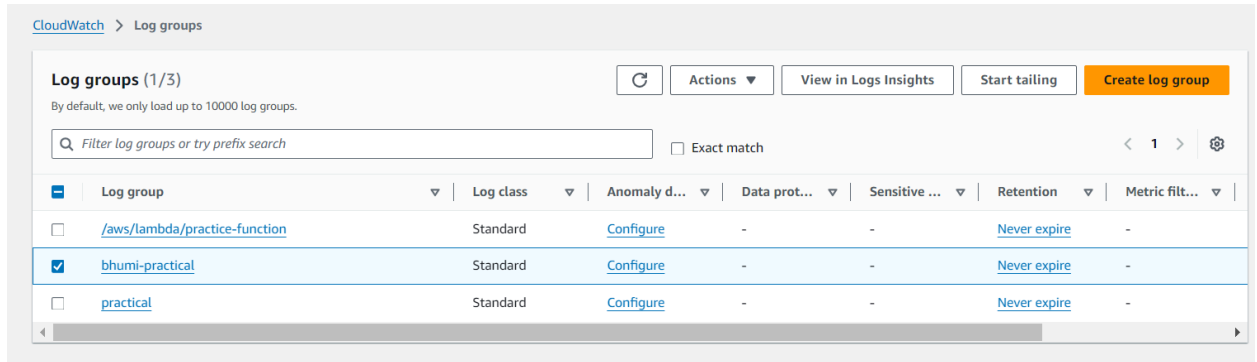 CloudWatch > Log groups
Log groups (1/3)
Actions ▼ View in Logs Insights Start tailing Create log group
By default, we only load up to 10000 log groups.
Filter log groups or try prefix search
Exact match
< 1 >
Log group Log class Anomaly d... Data prot... Sensitive ... Retention Metric filt...
/aws/lambda/practice-function Standard Configure - - Never expire -
bhumi-practical Standard Configure - - Never expire -
practical Standard Configure - - Never expire -